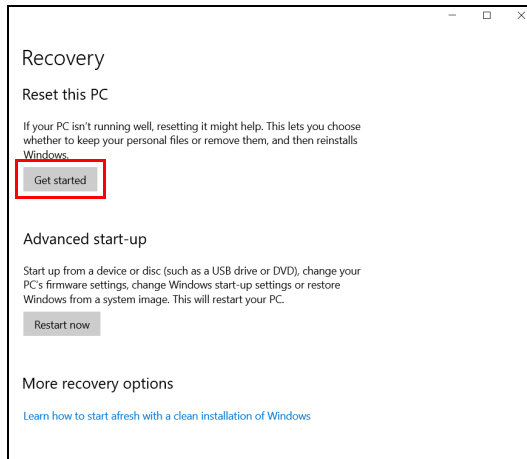 Recovery
Reset this PC
If your PC isn't running well, resetting it might help. This lets you choose
whether to keep your personal files or remove them, and then reinstalls
Windows.
Get started
Advanced start-up
Start up from a device or disc (such as a USB drive or DVD), change your
PC's firmware settings, change Windows start-up settings or restore
Windows from a system image. This will restart your PC.
Restart now
More recovery options
Learn how to start afresh with a clean installation of Windows